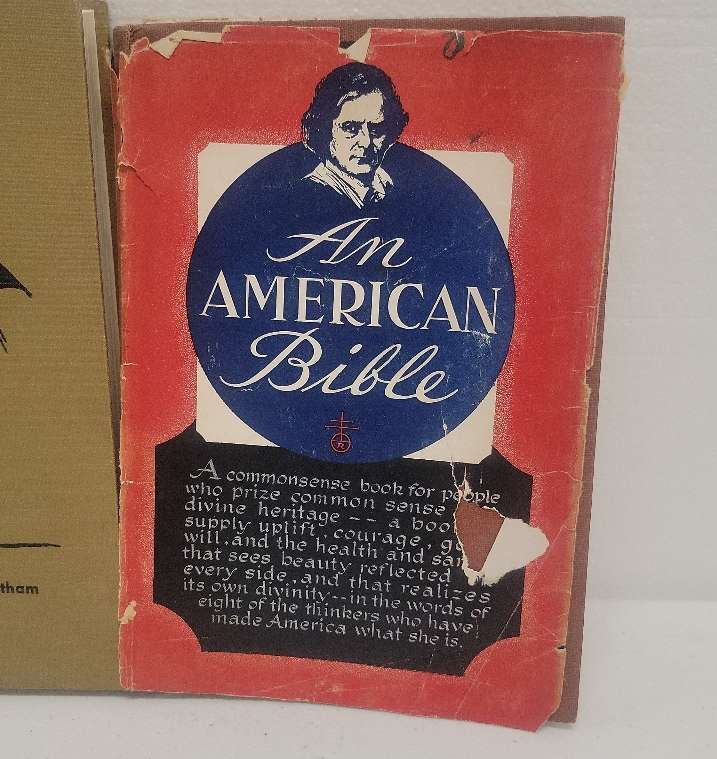 An
AMERICAN
Bible
A commonsense book for people
who prize common sense
divine heritage -- a boo
supply uplift, courage, g
will, and the health and san
that sees beauty reflected
every side, and that realizes
its own divinity -- in the words of
eight of the thinkers who have
made America what she is.
tham